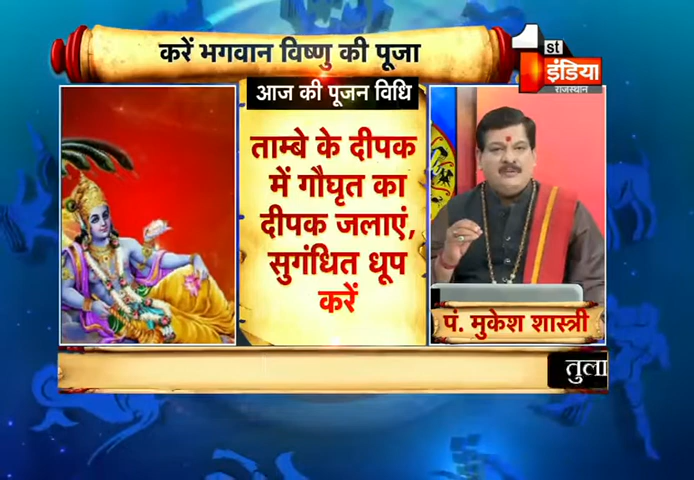 करें भगवान विष्णु की पूजा
1st
इंडिया
राजस्थान
आज की पूजन विधि
ताम्बे के दीपक
में गौघृत का
दीपक जलाएं,
सुगंधित धूप
करें
पं. मुकेश शास्त्री
तुला